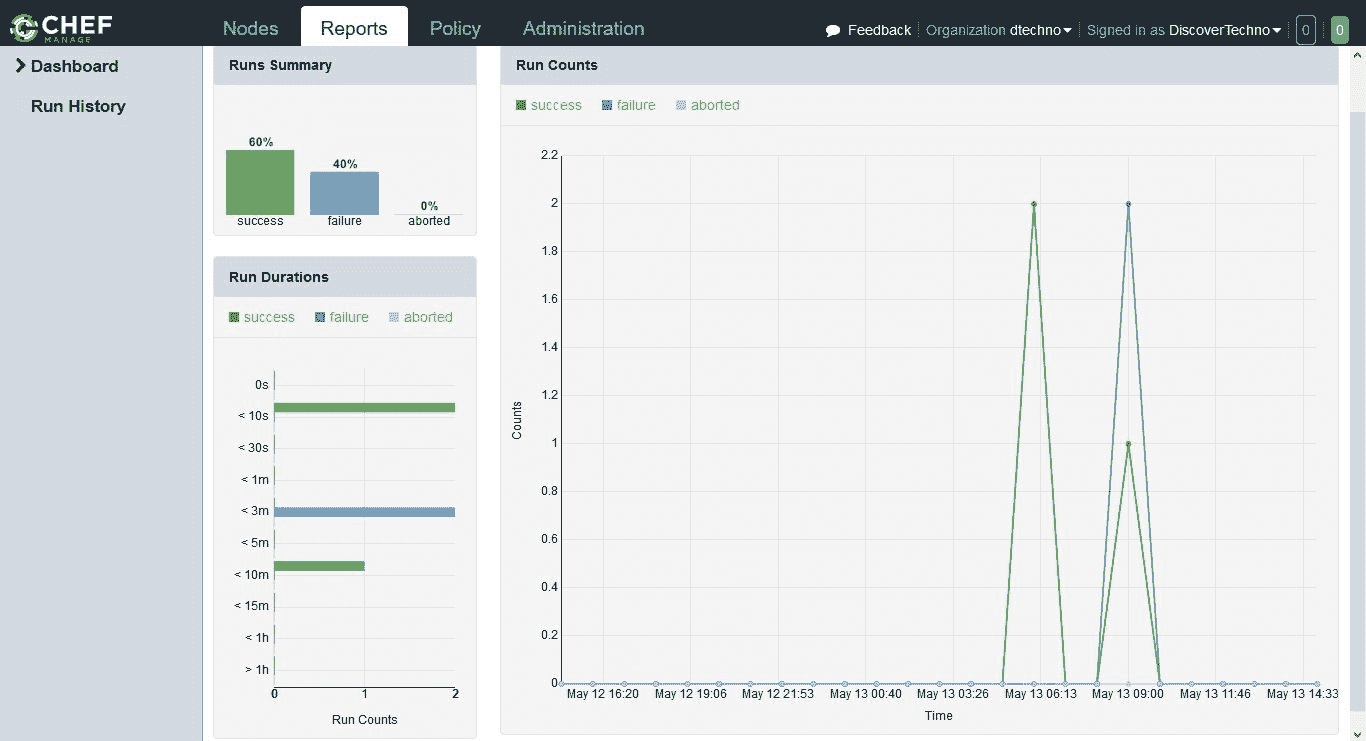 CHEF
MANAGE
Nodes Reports Policy Administration
Feedback Organization dtechno Signed in as DiscoverTechno 0 0
Dashboard
Run History
Runs Summary
60%
40%
0%
success failure aborted
Run Durations
success failure aborted
0s
< 10s
< 30s
< 1m
< 3m
< 5m
< 10m
< 15m
< 1h
> 1h
0 1 2
Run Counts
Run Counts
success failure aborted
2.2
2
1.8
1.6
1.4
1.2
1
0.8
0.6
0.4
0.2
0
Counts
May 12 16:20 May 12 19:06 May 12 21:53 May 13 00:40 May 13 03:26 May 13 06:13 May 13 09:00 May 13 11:46 May 13 14:33
Time